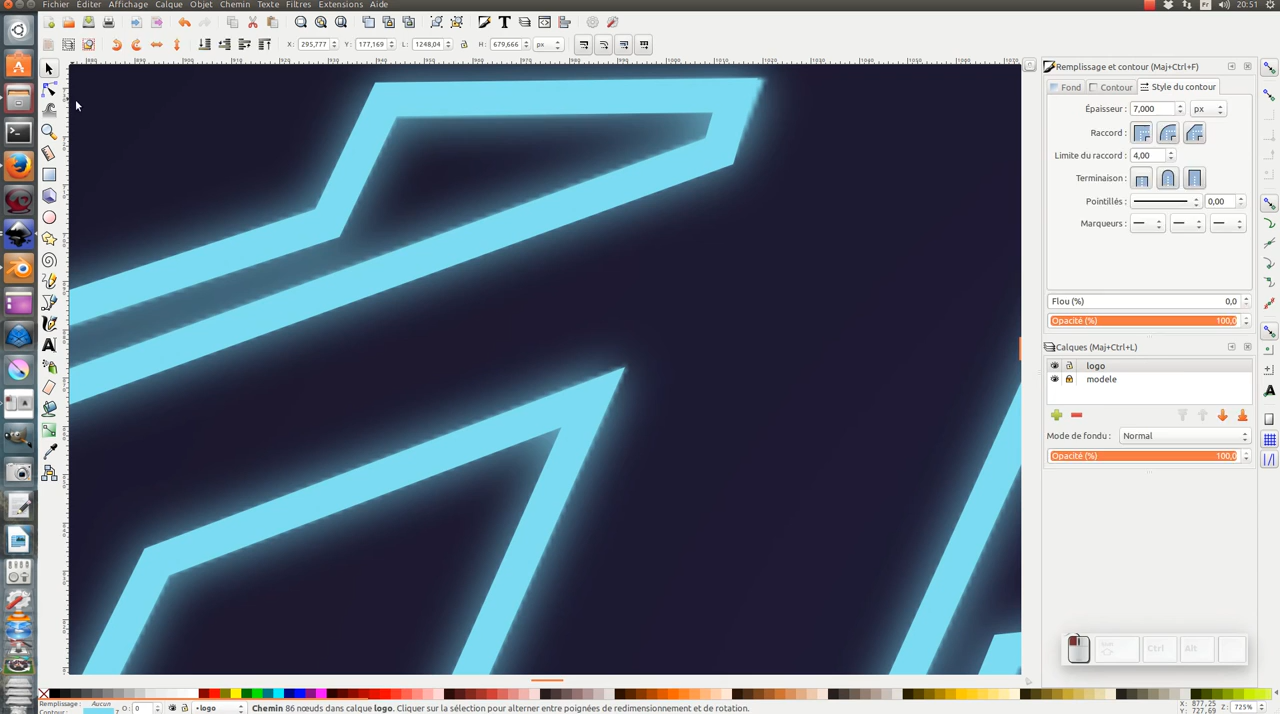 Fichier Éditer Affichage Calque Objet Chemin Texte Filtres Extensions Aide
Fr
20:51
X: 295,777 Y: 177,169 L: 1248,04 H: 679,666 px
Remplissage et contour (Maj+Ctrl+F)
Fond Contour Style du contour
Épaisseur : 7,000 px
Raccord :
Limite du raccord : 4,00
Terminaison :
Pointillés : 0,00
Marqueurs :
Flou (%) 0,0
Opacité (%) 100,0
Calques (Maj+Ctrl+L)
logo
modele
Mode de fondu : Normal
Opacité (%) 100,0
Ctrl Alt
Remplissage : Aucun
Contour :
O: 0
•logo
Chemin 86 nœuds dans calque logo. Cliquer sur la sélection pour alterner entre poignées de redimensionnement et de rotation.
X: 877,25
Y: 727,69
Z: 725%